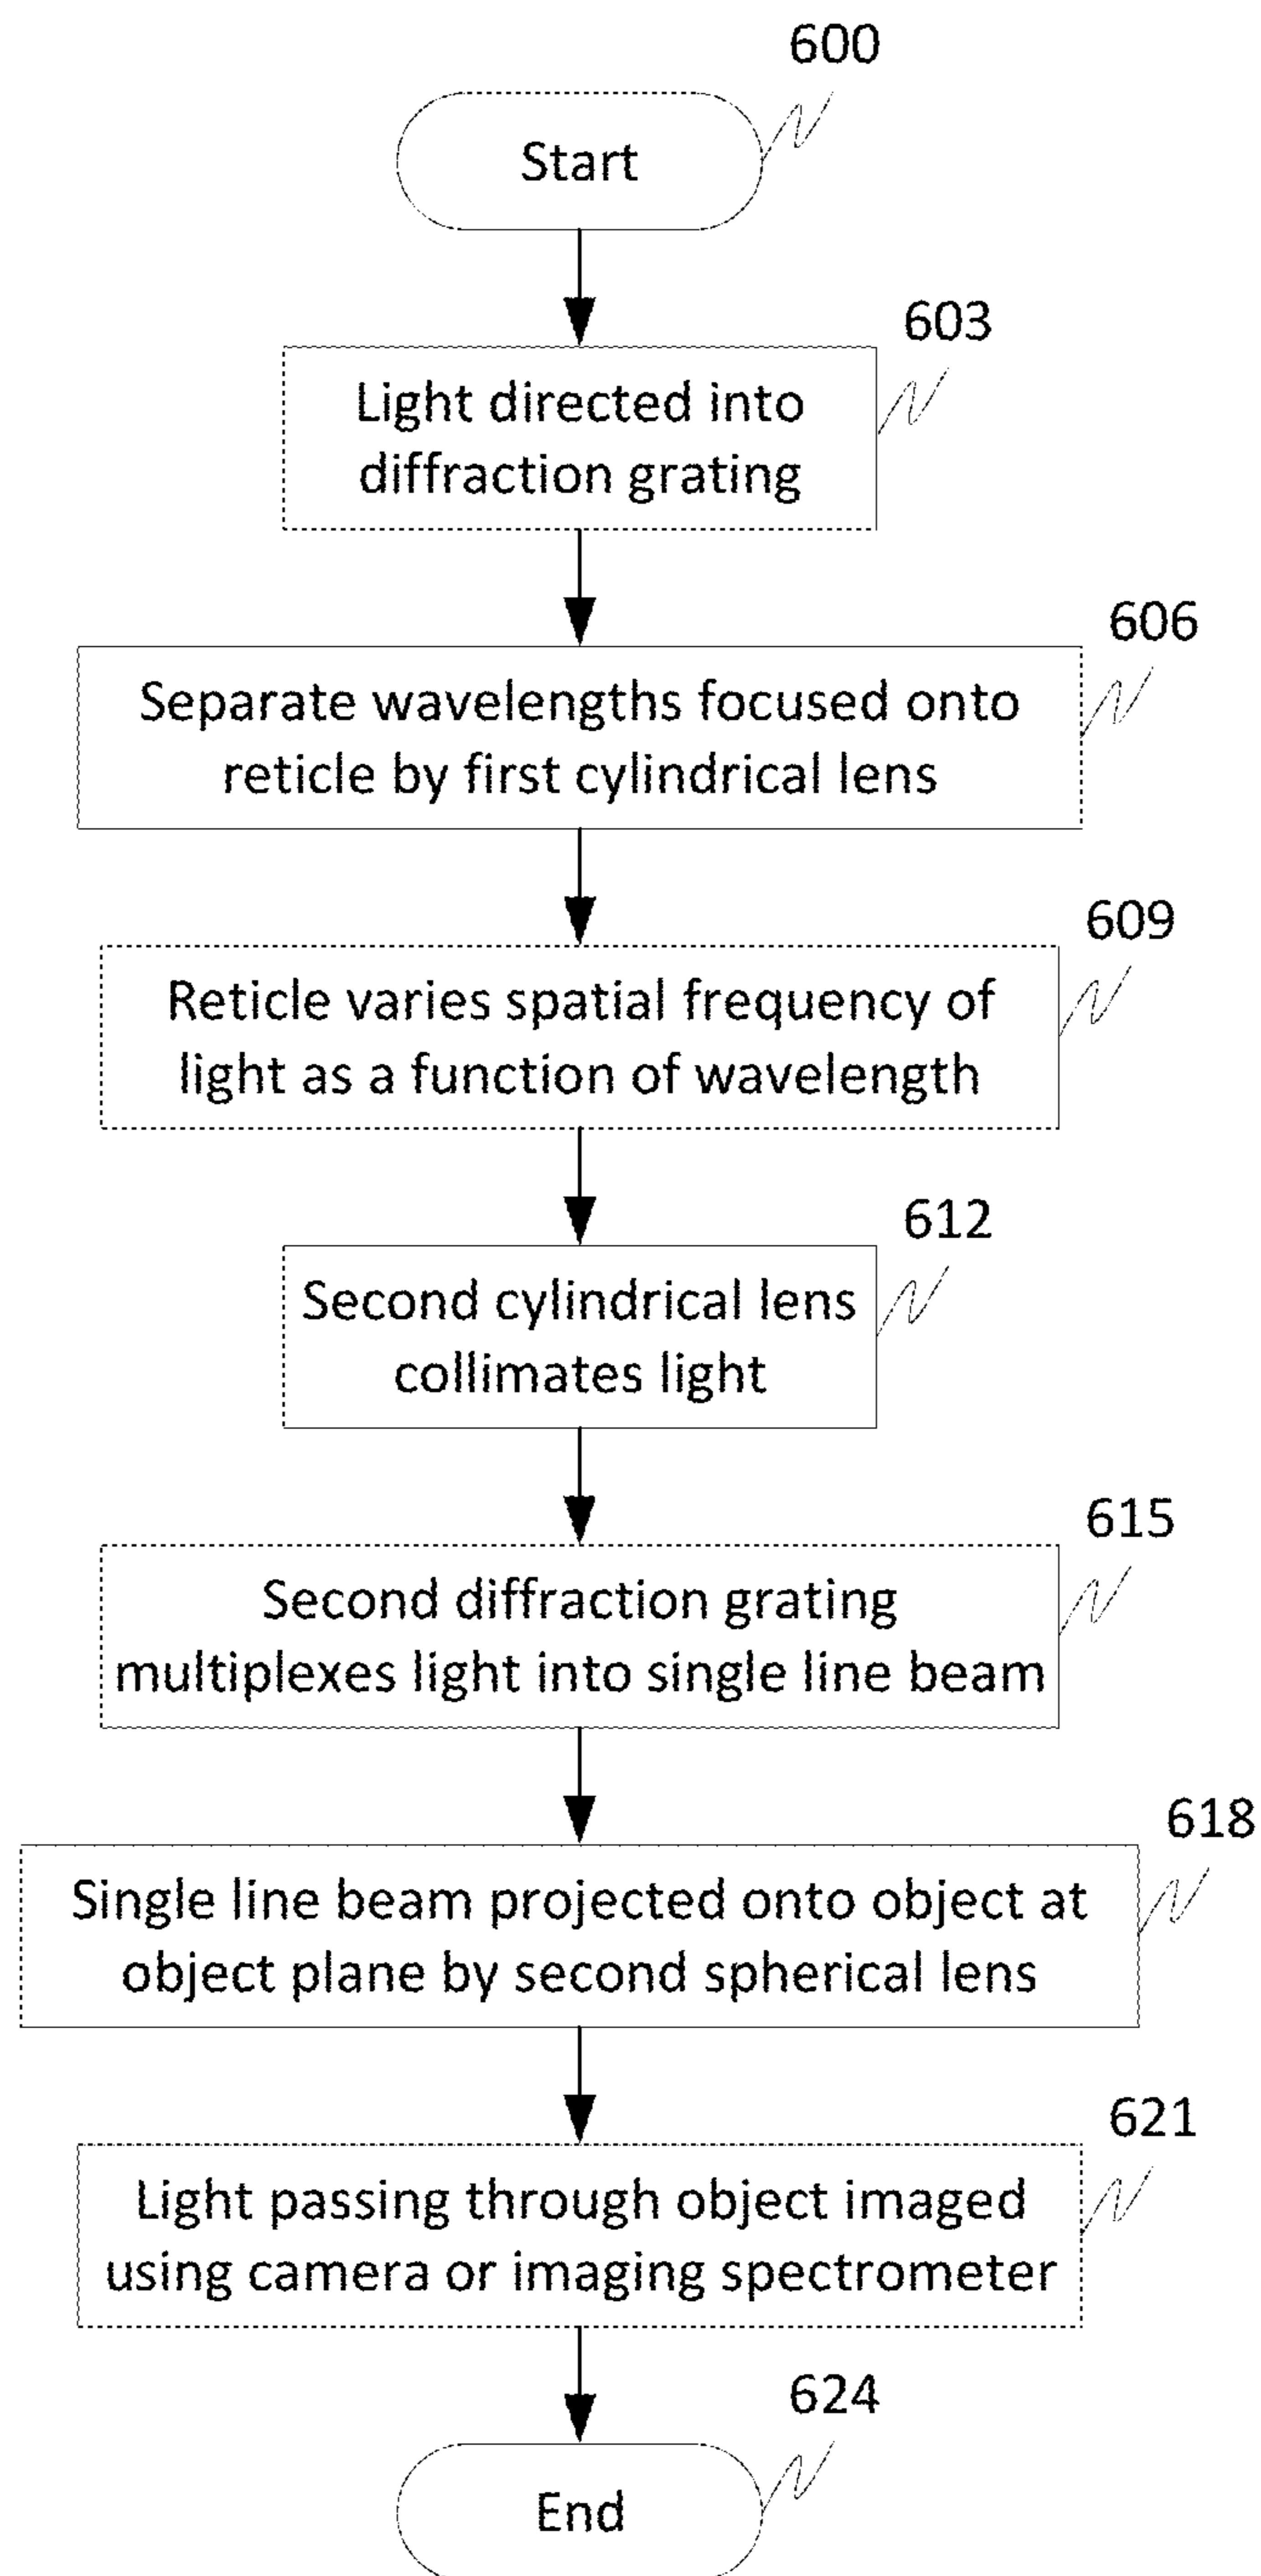 600
Start
603
Light directed into
diffraction grating
606
Separate wavelengths focused onto
reticle by first cylindrical lens
609
Reticle varies spatial frequency of
light as a function of wavelength
612
Second cylindrical lens
collimates light
615
Second diffraction grating
multiplexes light into single line beam
618
Single line beam projected onto object at
object plane by second spherical lens
621
Light passing through object imaged
using camera or imaging spectrometer
624
End